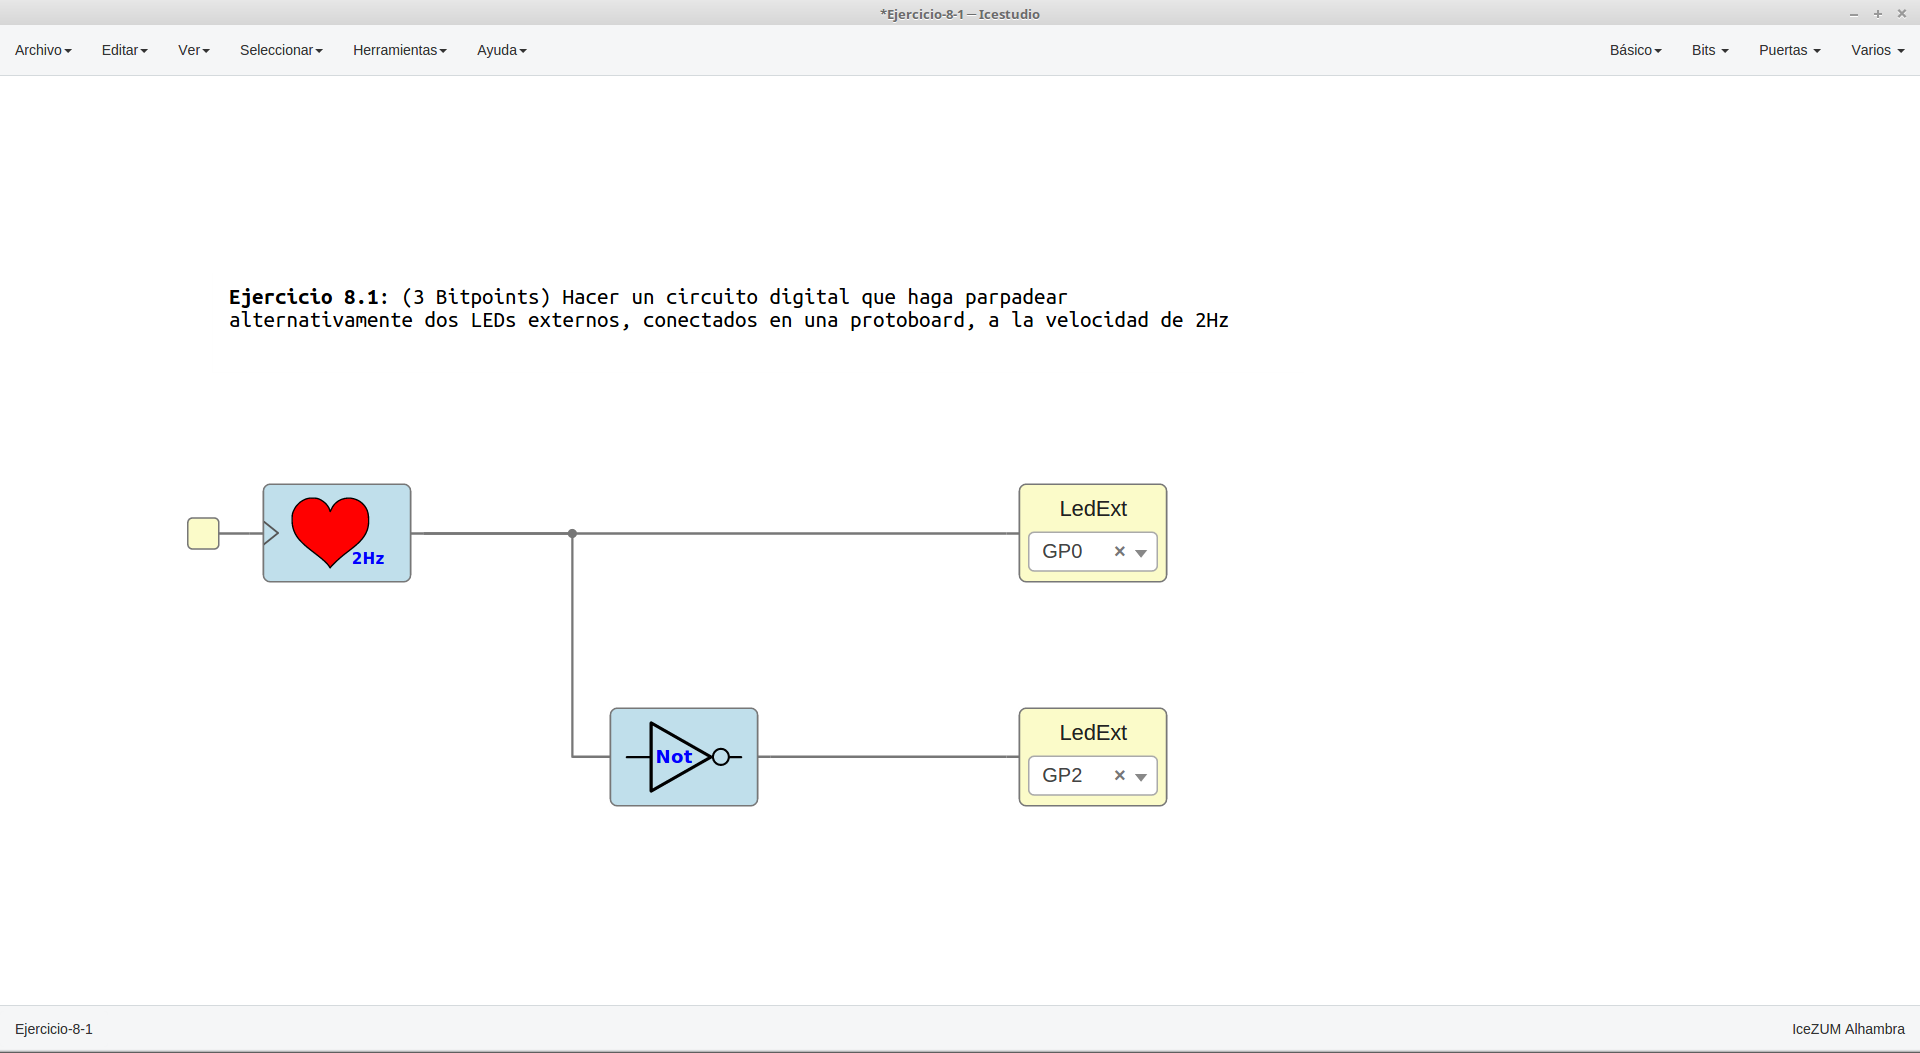 *Ejercicio-8-1 — Icestudio
Archivo Editar Ver Seleccionar Herramientas Ayuda Básico Bits Puertas Varios
Ejercicio 8.1: (3 Bitpoints) Hacer un circuito digital que haga parpadear
alternativamente dos LEDs externos, conectados en una protoboard, a la velocidad de 2Hz
2Hz
LedExt
GP0
Not
LedExt
GP2
Ejercicio-8-1 IceZUM Alhambra